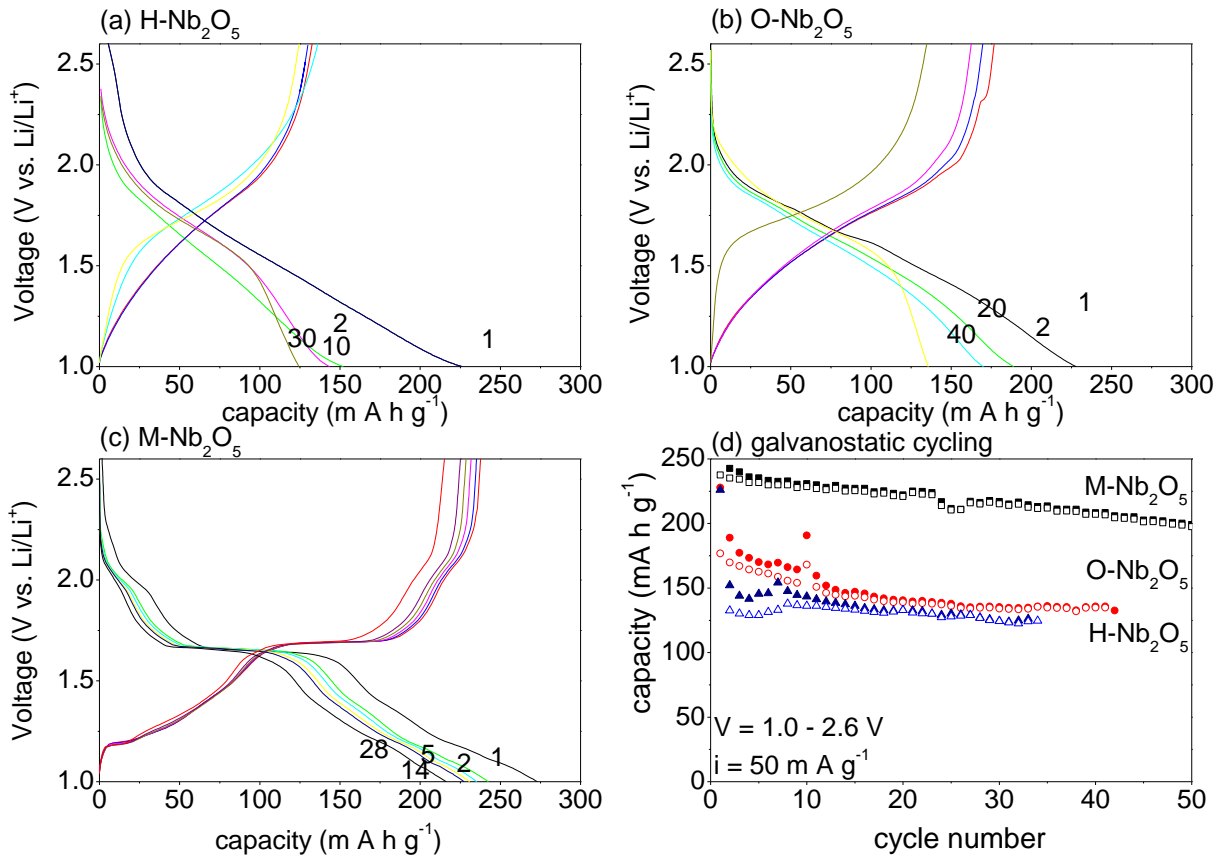 (a) H-Nb₂O₅
Voltage (V vs. Li/Li⁺)
2.5
2.0
1.5
1.0
30 2 10 1
0 50 100 150 200 250 300
capacity (m A h g⁻¹)
(b) O-Nb₂O₅
Voltage (V vs. Li/Li⁺)
2.5
2.0
1.5
1.0
20 1
40 2
0 50 100 150 200 250 300
capacity (m A h g⁻¹)
(c) M-Nb₂O₅
Voltage (V vs. Li/Li⁺)
2.5
2.0
1.5
1.0
28 5 2 1
14
0 50 100 150 200 250 300
capacity (m A h g⁻¹)
(d) galvanostatic cycling
capacity (mA h g⁻¹)
250
200
150
100
50
0
M-Nb₂O₅
O-Nb₂O₅
H-Nb₂O₅
V = 1.0 - 2.6 V
i = 50 m A g⁻¹
0 10 20 30 40 50
cycle number